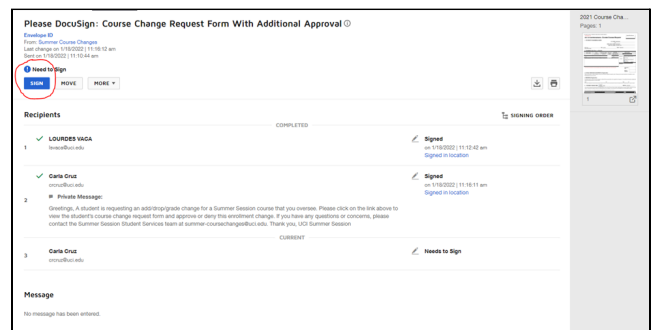 Please DocuSign: Course Change Request Form With Additional Approval
Envelope ID
From: Summer Course Changes
Last change on 1/18/2022 | 11:16:12 am
Sent on 1/18/2022 | 11:10:44 am
Need to Sign
SIGN MOVE MORE
Recipients SIGNING ORDER
COMPLETED
1 LOURDES VACA Signed
lavaca@uci.edu on 1/18/2022 | 11:12:42 am
Signed in location
2 Carla Cruz Signed
crcruz@uci.edu on 1/18/2022 | 11:16:11 am
Signed in location
Private Message:
Greetings, A student is requesting an add/drop/grade change for a Summer Session course that you oversee. Please click on the link above to
view the student's course change request form and approve or deny this enrollment change. If you have any questions or concerns, please
contact the Summer Session Student Services team at summer-coursechanges@uci.edu. Thank you, UCI Summer Session
CURRENT
3 Carla Cruz Needs to Sign
crcruz@uci.edu
Message
No message has been entered.
2021 Course Cha...
Pages: 1
1